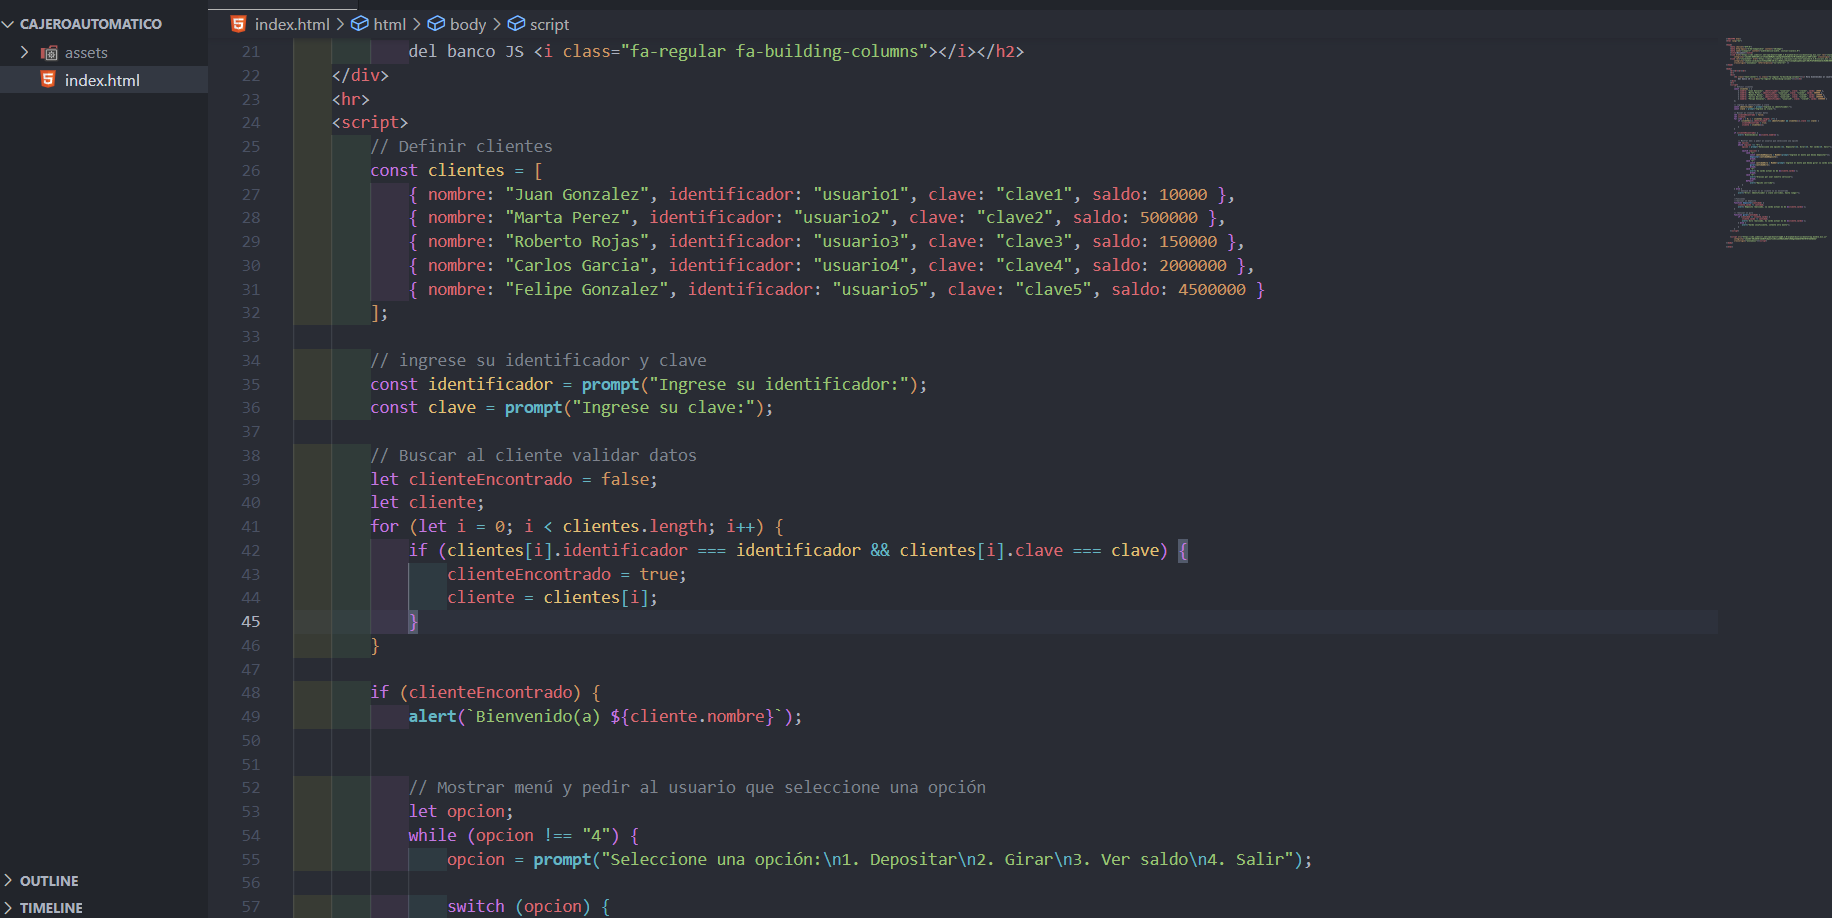 CAJEROAUTOMATICO
assets
index.html
OUTLINE
TIMELINE
index.html > html > body > script
21 del banco JS <i class="fa-regular fa-building-columns"></i></h2>
22 </div>
23 <hr>
24 <script>
25 // Definir clientes
26 const clientes = [
27 { nombre: "Juan Gonzalez", identificador: "usuario1", clave: "clave1", saldo: 10000 },
28 { nombre: "Marta Perez", identificador: "usuario2", clave: "clave2", saldo: 500000 },
29 { nombre: "Roberto Rojas", identificador: "usuario3", clave: "clave3", saldo: 150000 },
30 { nombre: "Carlos Garcia", identificador: "usuario4", clave: "clave4", saldo: 2000000 },
31 { nombre: "Felipe Gonzalez", identificador: "usuario5", clave: "clave5", saldo: 4500000 }
32 ];
33
34 // ingrese su identificador y clave
35 const identificador = prompt("Ingrese su identificador:");
36 const clave = prompt("Ingrese su clave:");
37
38 // Buscar al cliente validar datos
39 let clienteEncontrado = false;
40 let cliente;
41 for (let i = 0; i < clientes.length; i++) {
42 if (clientes[i].identificador === identificador && clientes[i].clave === clave) {
43 clienteEncontrado = true;
44 cliente = clientes[i];
45 }
46 }
47
48 if (clienteEncontrado) {
49 alert(`Bienvenido(a) ${cliente.nombre}`);
50
51
52 // Mostrar menú y pedir al usuario que seleccione una opción
53 let opcion;
54 while (opcion !== "4") {
55 opcion = prompt("Seleccione una opción:\n1. Depositar\n2. Girar\n3. Ver saldo\n4. Salir");
56
57 switch (opcion) {